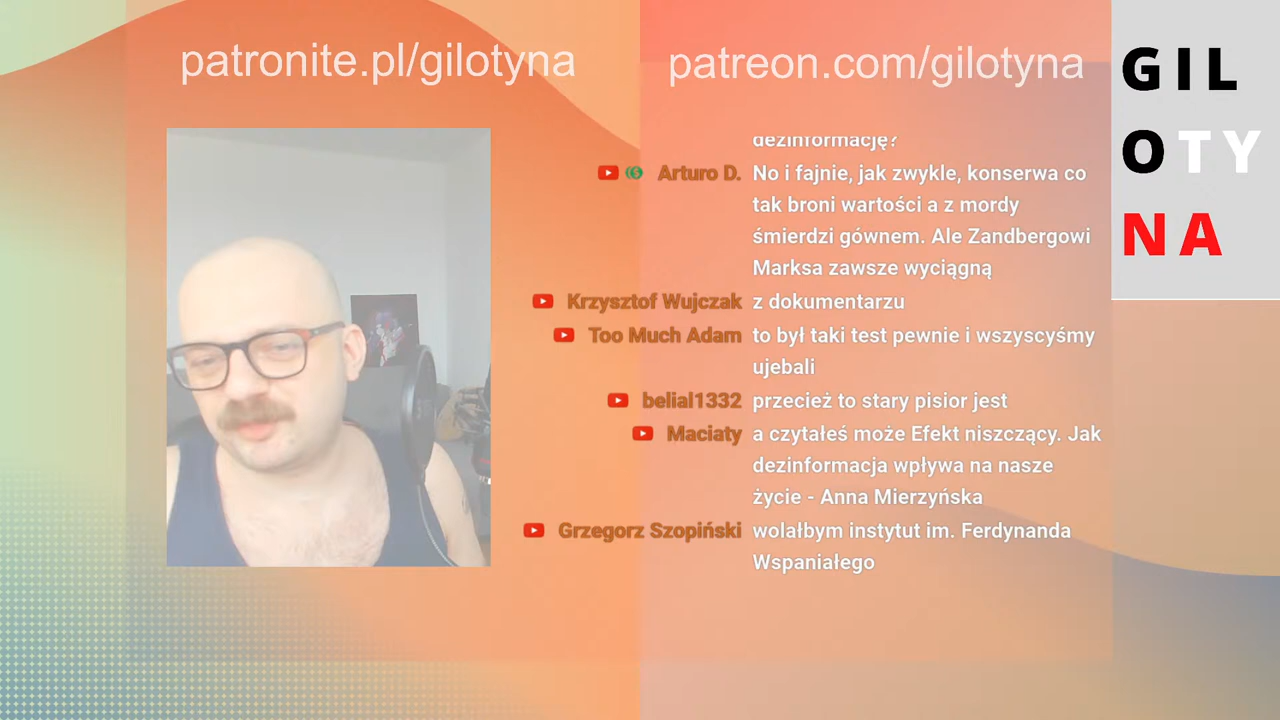 patronite.pl/gilotyna
patreon.com/gilotyna
GIL
OTY
NA
dezinformację?
Arturo D. No i fajnie, jak zwykle, konserwa co
tak broni wartości a z mordy
śmierdzi gównem. Ale Zandbergowi
Marksa zawsze wyciągną
Krzysztof Wujczak z dokumentarzu
Too Much Adam to był taki test pewnie i wszyscyśmy
ujebali
belial1332 przecież to stary pisior jest
Maciaty a czytałeś może Efekt niszczący. Jak
dezinformacja wpływa na nasze
życie - Anna Mierzyńska
Grzegorz Szopiński wolałbym instytut im. Ferdynanda
Wspaniałego